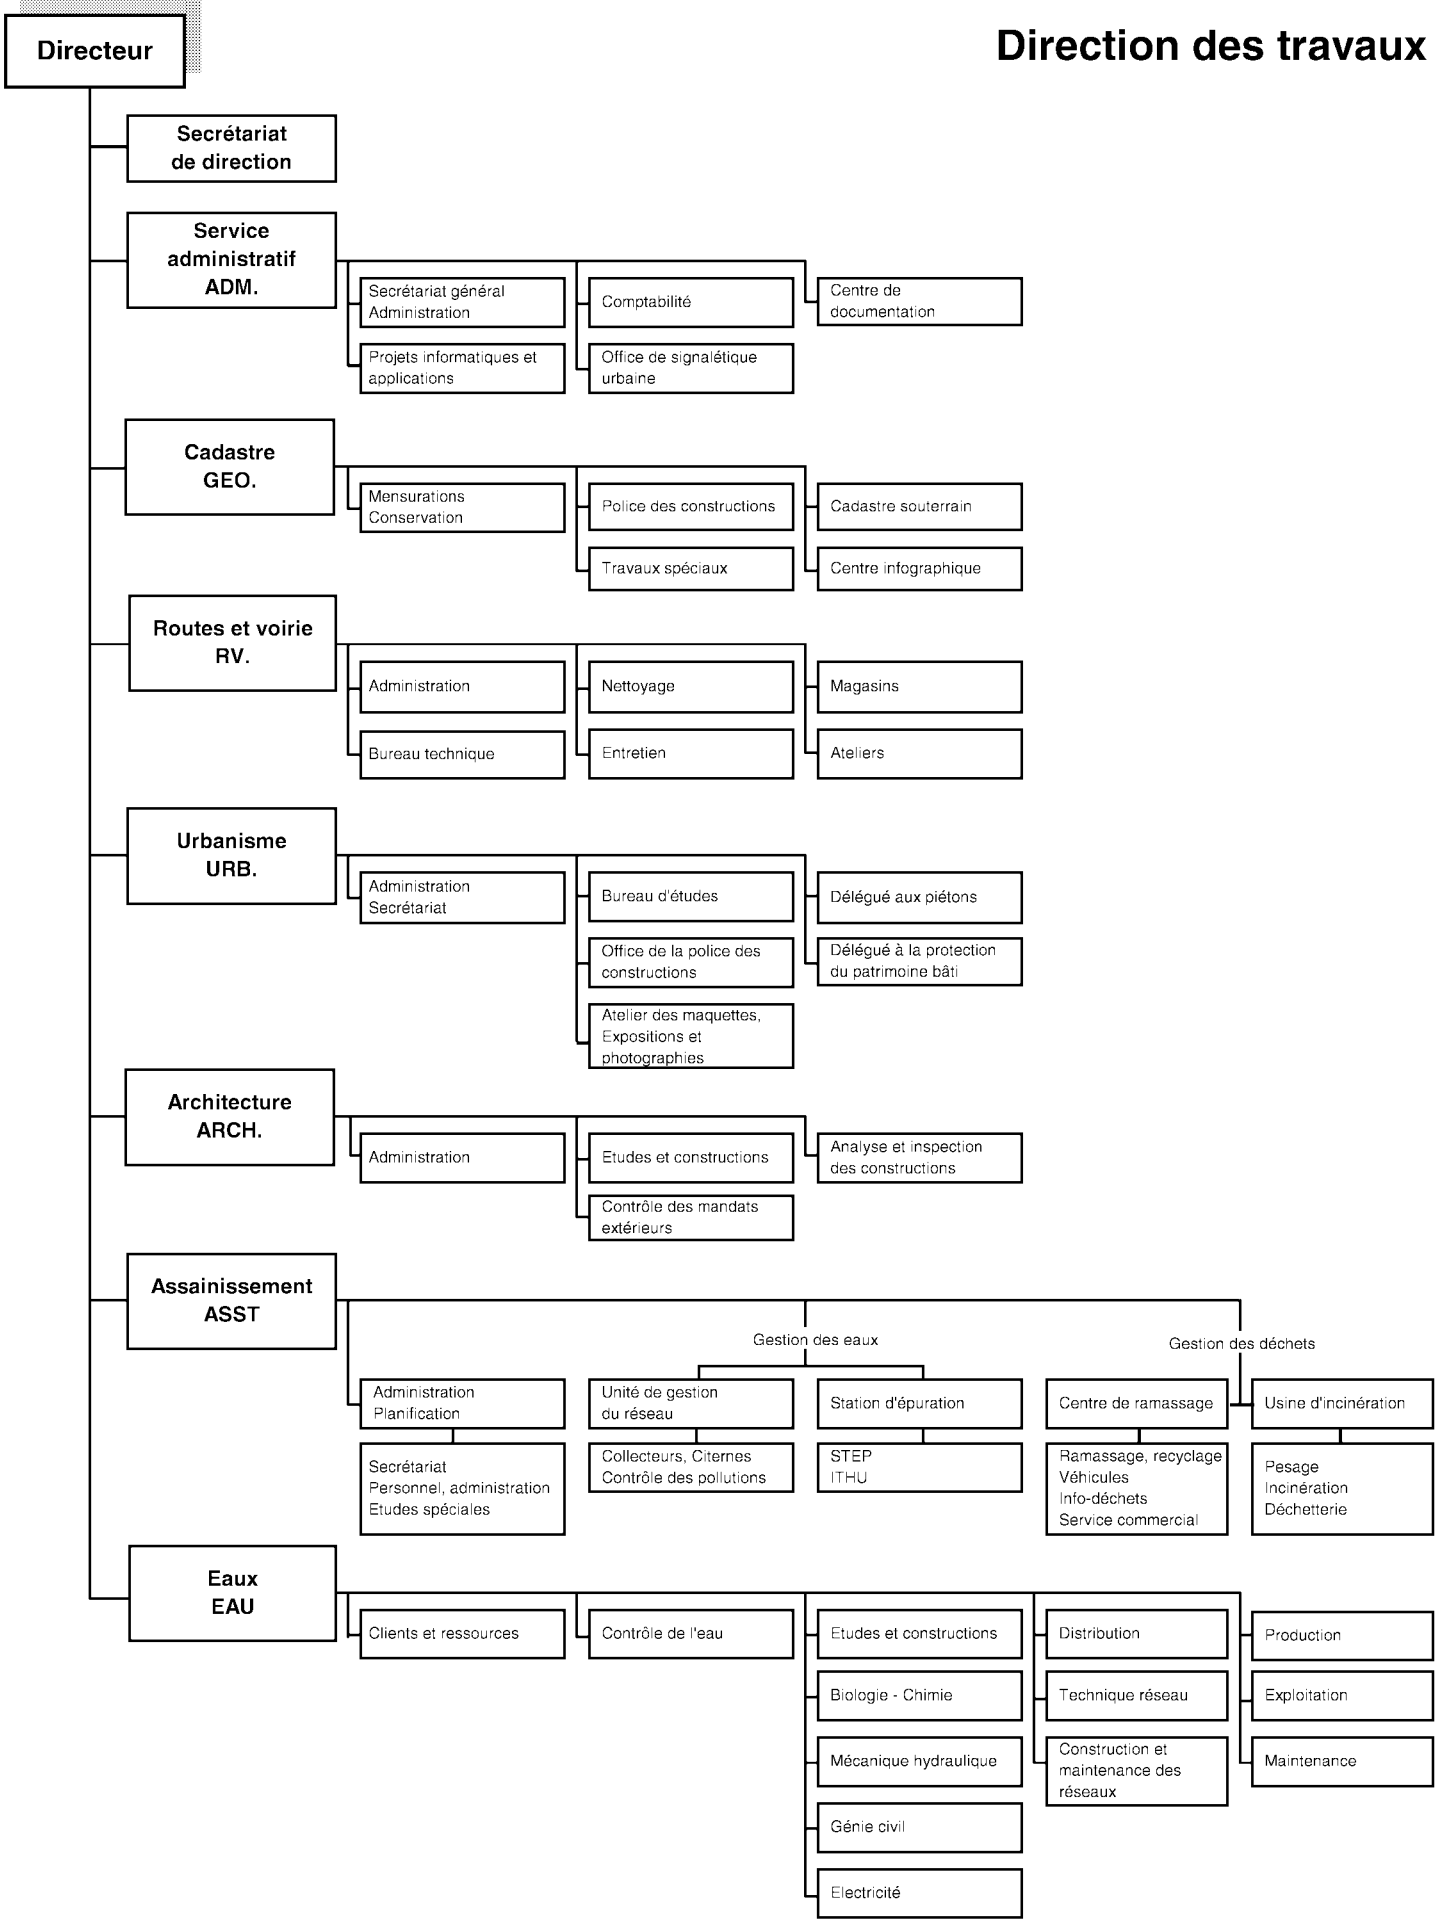 Directeur
Direction des travaux
Secrétariat
de direction
Service
administratif
ADM.
Secrétariat général
Administration
Comptabilité
Centre de
documentation
Projets informatiques et
applications
Office de signalétique
urbaine
Cadastre
GEO.
Mensurations
Conservation
Police des constructions
Cadastre souterrain
Travaux spéciaux
Centre infographique
Routes et voirie
RV.
Administration
Nettoyage
Magasins
Bureau technique
Entretien
Ateliers
Urbanisme
URB.
Administration
Secrétariat
Bureau d'études
Délégué aux piétons
Office de la police des
constructions
Délégué à la protection
du patrimoine bâti
Atelier des maquettes,
Expositions et
photographies
Architecture
ARCH.
Administration
Etudes et constructions
Analyse et inspection
des constructions
Contrôle des mandats
extérieurs
Assainissement
ASST
Gestion des eaux
Gestion des déchets
Administration
Planification
Unité de gestion
du réseau
Station d'épuration
Centre de ramassage
Usine d'incinération
Secrétariat
Personnel, administration
Etudes spéciales
Collecteurs, Citernes
Contrôle des pollutions
STEP
ITHU
Ramassage, recyclage
Véhicules
Info-déchets
Service commercial
Pesage
Incinération
Déchetterie
Eaux
EAU
Clients et ressources
Contrôle de l'eau
Etudes et constructions
Distribution
Production
Biologie - Chimie
Technique réseau
Exploitation
Mécanique hydraulique
Construction et
maintenance des
réseaux
Maintenance
Génie civil
Electricité